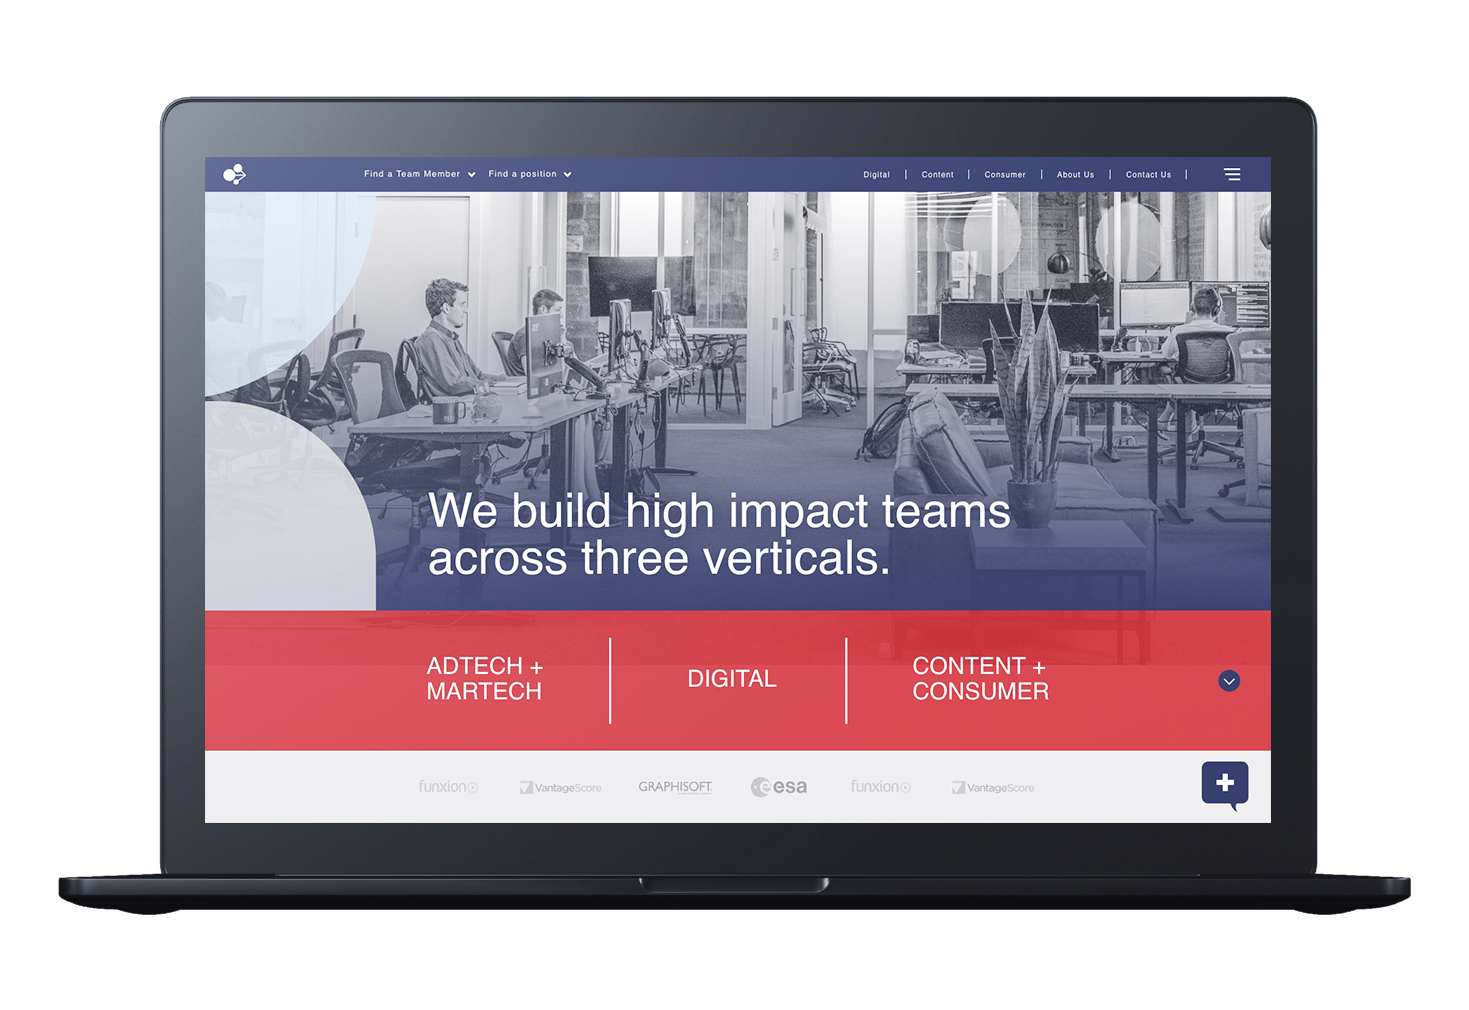 Find a Team Member
Find a position
Digital
Content
Consumer
About Us
Contact Us
We build high impact teams
across three verticals.
ADTECH +
MARTECH
DIGITAL
CONTENT +
CONSUMER
funxion
VantageScore
GRAPHISOFT
esa
funxion
VantageScore